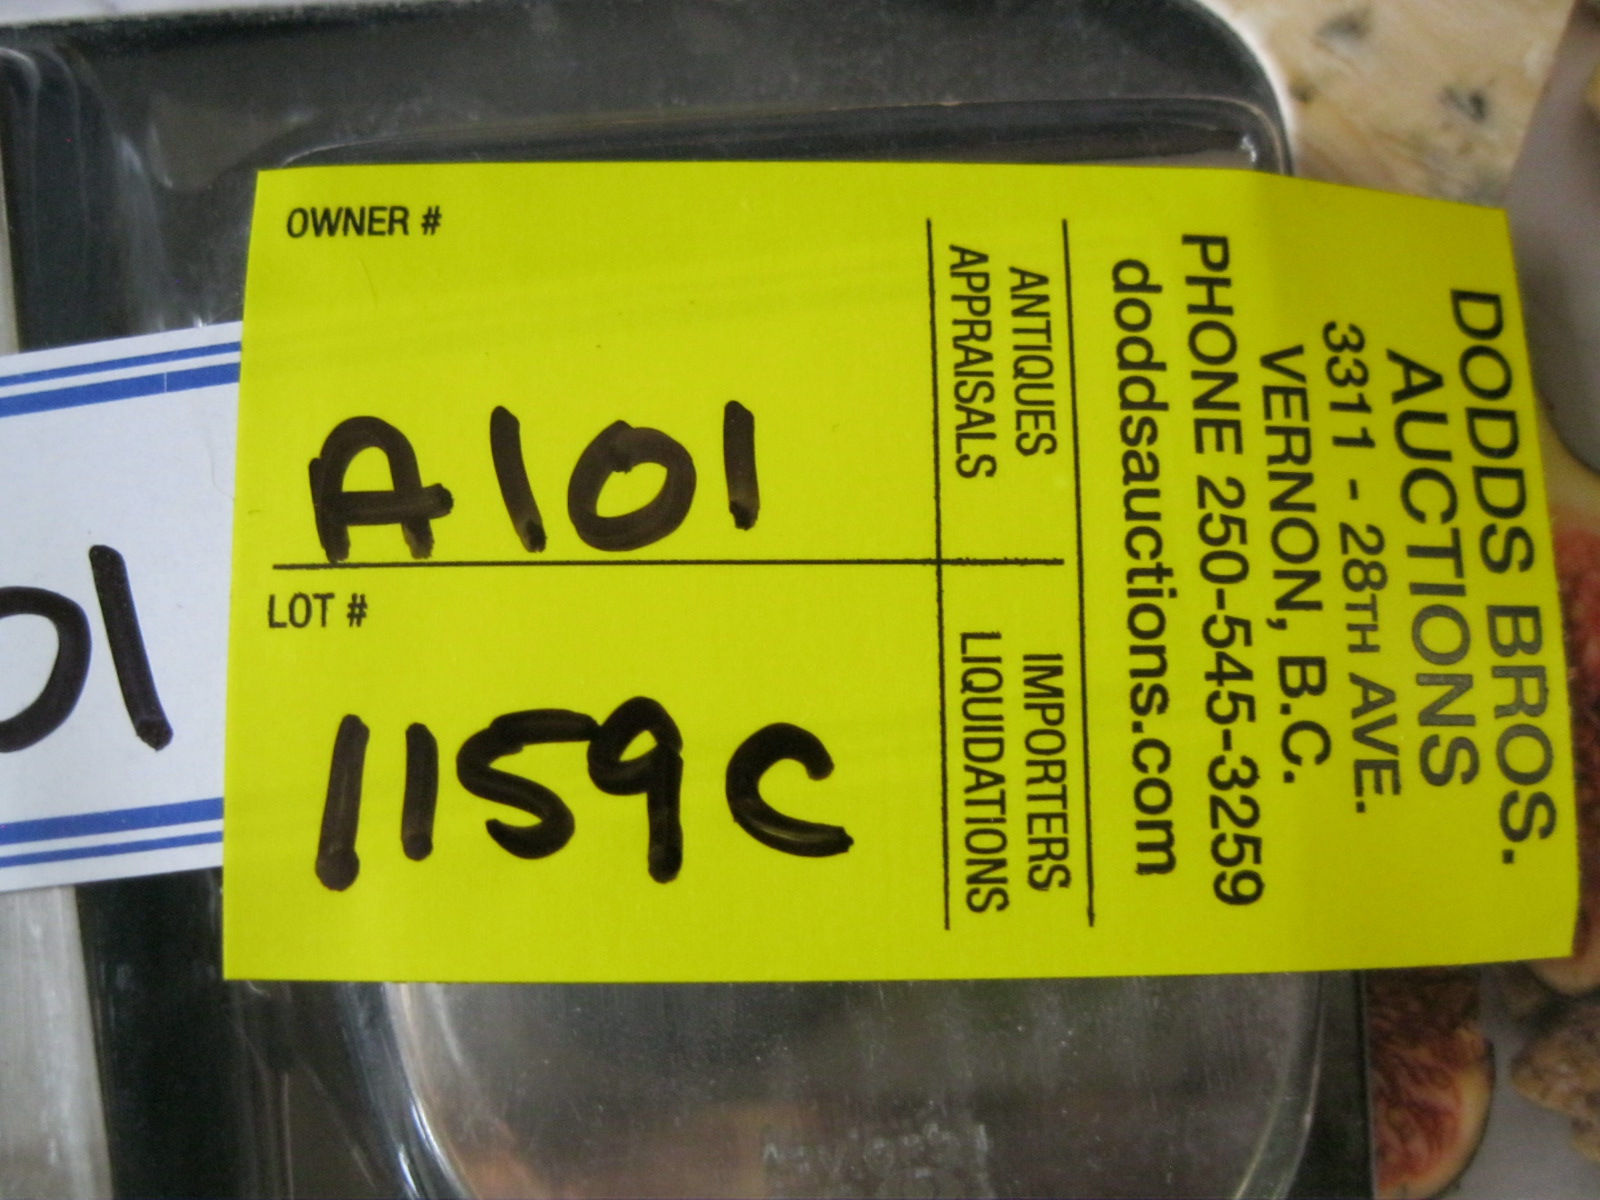 DODDS BROS.
AUCTIONS
3311 - 28TH AVE.
VERNON, B.C.
PHONE 250-545-3259
doddsauctions.com
ANTIQUES
APPRAISALS
IMPORTERS
LIQUIDATIONS
OWNER #
A101
LOT #
1159C
01